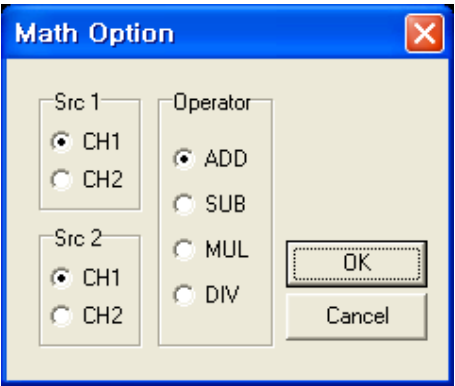 Math Option
Src 1
CH1
CH2
Src 2
CH1
CH2
Operator
ADD
SUB
MUL
DIV
OK
Cancel